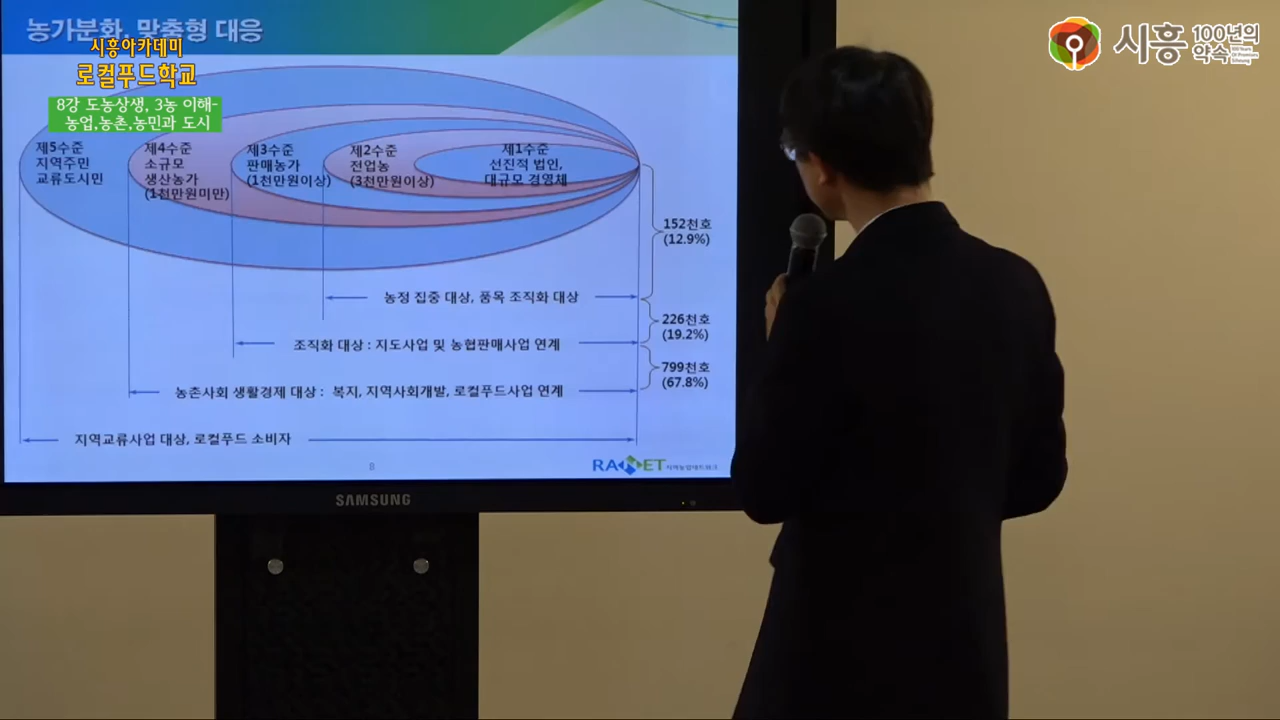 농가분화, 맞춤형 대응
시흥아카데미
로컬푸드학교
8강 도농상생, 3농 이해-
농업,농촌,농민과 도시
시흥 100년의
약속
제5수준
지역주민
교류도시민
제4수준
소규모
생산농가
(1천만원미만)
제3수준
판매농가
(1천만원이상)
제2수준
전업농
(3천만원이상)
제1수준
선진적 법인,
대규모 경영체
152천호
(12.9%)
농정 집중 대상, 품목 조직화 대상
226천호
(19.2%)
조직화 대상 : 지도사업 및 농협판매사업 연계
799천호
(67.8%)
농촌사회 생활경제 대상 : 복지, 지역사회개발, 로컬푸드사업 연계
지역교류사업 대상, 로컬푸드 소비자
8
SAMSUNG